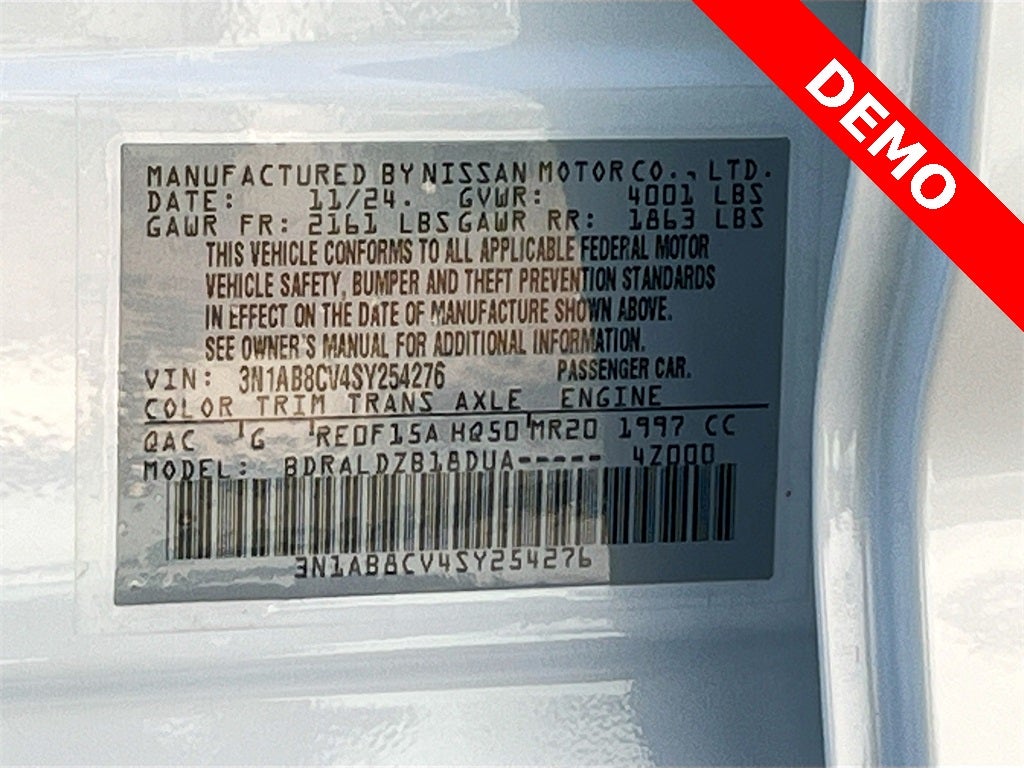 DEMO
MANUFACTURED BY NISSAN MOTOR CO., LTD.
DATE: 11/24. GVWR: 4001 LBS
GAWR FR: 2161 LBS GAWR RR: 1863 LBS
THIS VEHICLE CONFORMS TO ALL APPLICABLE FEDERAL MOTOR
VEHICLE SAFETY, BUMPER AND THEFT PREVENTION STANDARDS
IN EFFECT ON THE DATE OF MANUFACTURE SHOWN ABOVE.
SEE OWNER'S MANUAL FOR ADDITIONAL INFORMATION.
VIN: 3N1AB8CV4SY254276 PASSENGER CAR.
COLOR TRIM TRANS AXLE ENGINE
QAC G RE0F15A HQ50 MR20 1997 CC
MODEL: BDRALDZB18DUA----- 4Z000
3N1AB8CV4SY254276